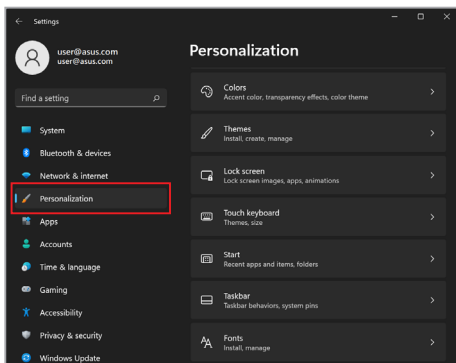 Settings
user@asus.com
user@asus.com
Find a setting
System
Bluetooth & devices
Network & internet
Personalization
Apps
Accounts
Time & language
Gaming
Accessibility
Privacy & security
Windows Update
Personalization
Colors
Accent color, transparency effects, color theme
Themes
Install, create, manage
Lock screen
Lock screen images, apps, animations
Touch keyboard
Themes, size
Start
Recent apps and items, folders
Taskbar
Taskbar behaviors, system pins
Fonts
Install, manage